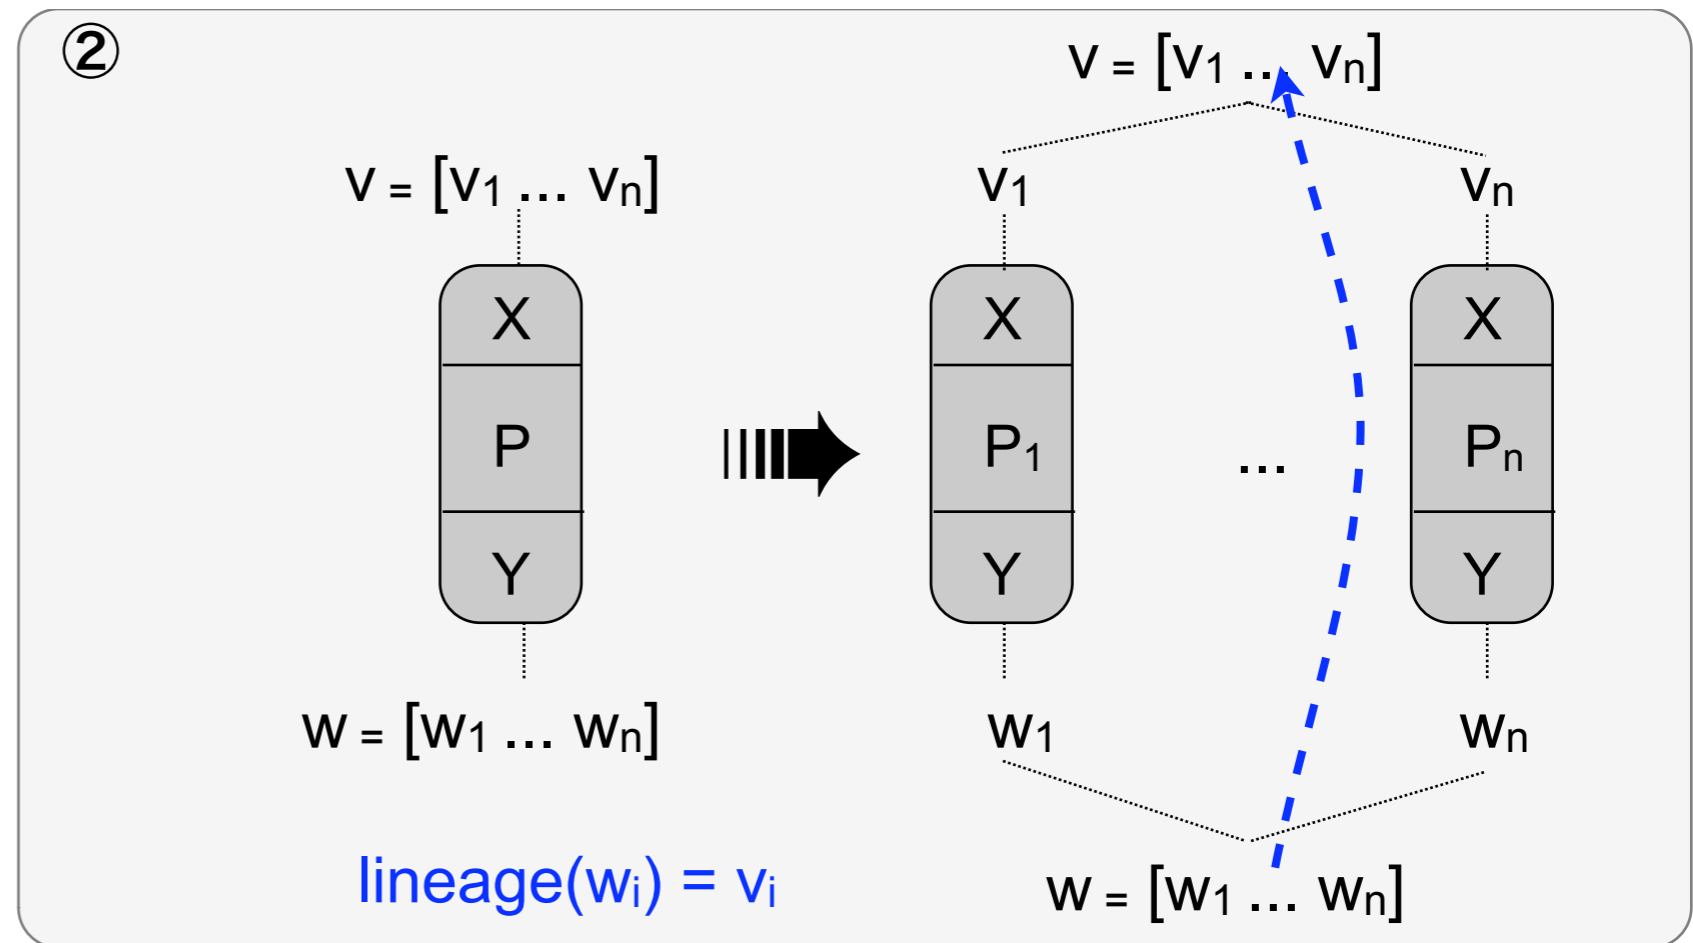 ②
v = [v1 ... vn]
v = [v1 ... vn]
v1 vn
X X X
P P1 ... Pn
Y Y Y
w = [w1 ... wn] w1 wn
lineage(wi) = vi w = [w1 ... wn]